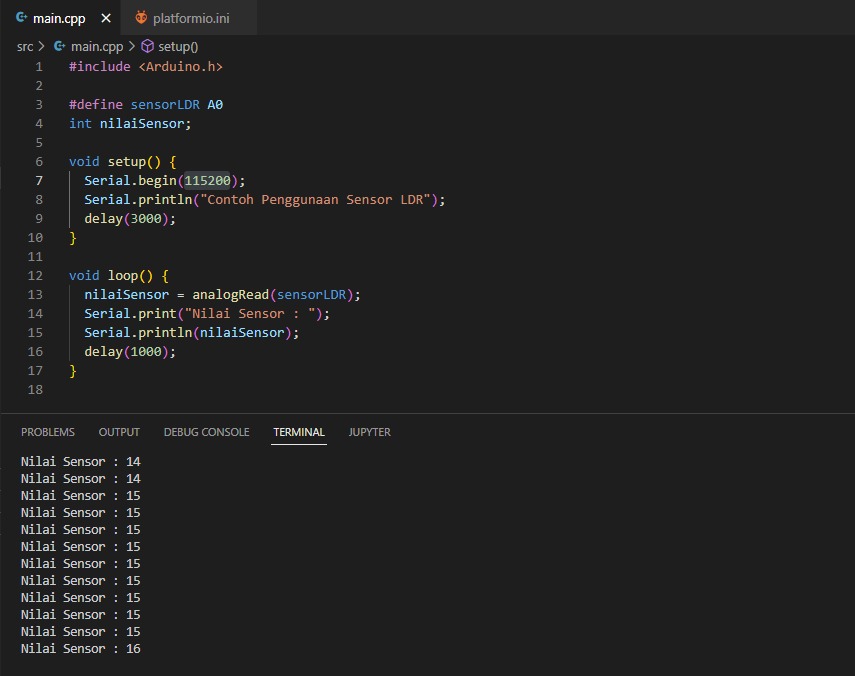 main.cpp platformio.ini
src > main.cpp > setup()
1 #include <Arduino.h>
2
3 #define sensorLDR A0
4 int nilaiSensor;
5
6 void setup() {
7   Serial.begin(115200);
8   Serial.println("Contoh Penggunaan Sensor LDR");
9   delay(3000);
10 }
11
12 void loop() {
13   nilaiSensor = analogRead(sensorLDR);
14   Serial.print("Nilai Sensor : ");
15   Serial.println(nilaiSensor);
16   delay(1000);
17 }
18
PROBLEMS OUTPUT DEBUG CONSOLE TERMINAL JUPYTER
Nilai Sensor : 14
Nilai Sensor : 14
Nilai Sensor : 15
Nilai Sensor : 15
Nilai Sensor : 15
Nilai Sensor : 15
Nilai Sensor : 15
Nilai Sensor : 15
Nilai Sensor : 15
Nilai Sensor : 15
Nilai Sensor : 15
Nilai Sensor : 16